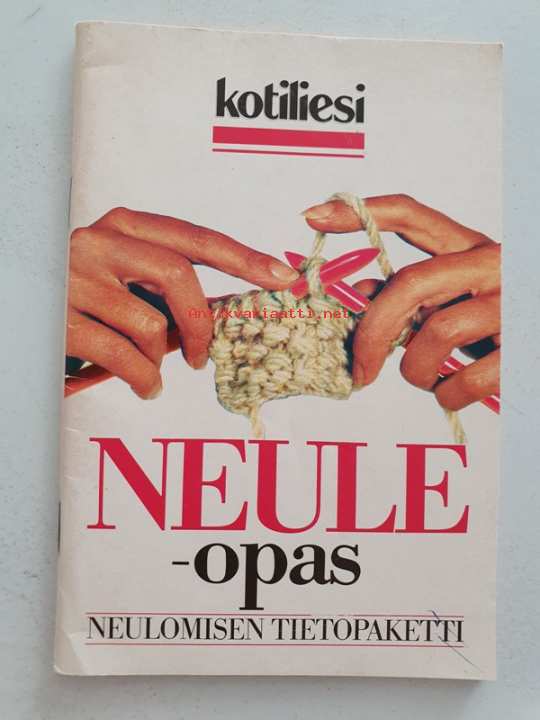 kotiliesi
Antikvariaatti.net
NEULE
-opas
NEULOMISEN TIETOPAKETTI